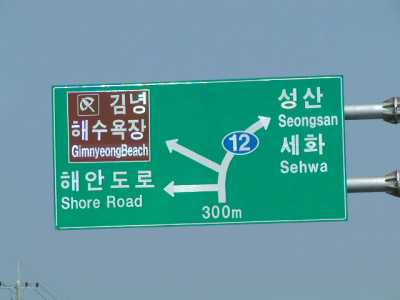 김녕
해수욕장
GimnyeongBeach
해안도로
Shore Road
성산
Seongsan
세화
Sehwa
12
300m